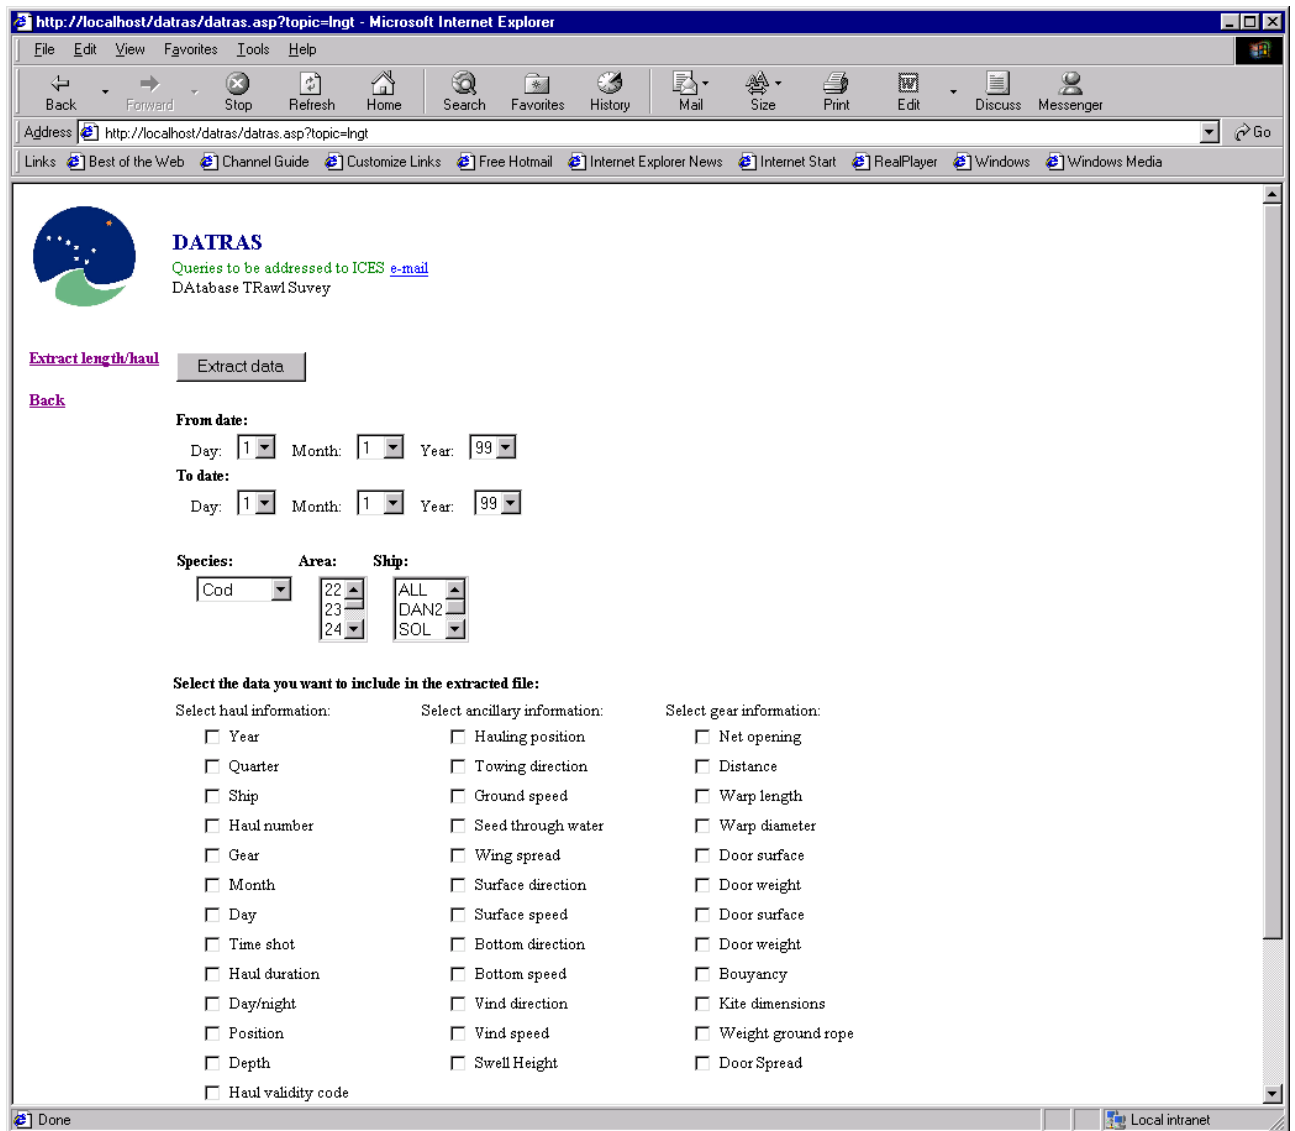 http://localhost/datras/datras.asp?topic=lngt - Microsoft Internet Explorer
File Edit View Favorites Tools Help
Back Forward Stop Refresh Home Search Favorites History Mail Size Print Edit Discuss Messenger
Address http://localhost/datras/datras.asp?topic=lngt Go
Links Best of the Web Channel Guide Customize Links Free Hotmail Internet Explorer News Internet Start RealPlayer Windows Windows Media
DATRAS
Queries to be addressed to ICES e-mail
DAtabase TRawl Suvey
Extract length/haul Extract data
Back
From date:
Day: 1 Month: 1 Year: 99
To date:
Day: 1 Month: 1 Year: 99
Species: Area: Ship:
Cod 22 ALL
23 DAN2
24 SOL
Select the data you want to include in the extracted file:
Select haul information: Select ancillary information: Select gear information:
Year Hauling position Net opening
Quarter Towing direction Distance
Ship Ground speed Warp length
Haul number Seed through water Warp diameter
Gear Wing spread Door surface
Month Surface direction Door weight
Day Surface speed Door surface
Time shot Bottom direction Door weight
Haul duration Bottom speed Bouyancy
Day/night Vind direction Kite dimensions
Position Vind speed Weight ground rope
Depth Swell Height Door Spread
Haul validity code
Done Local intranet